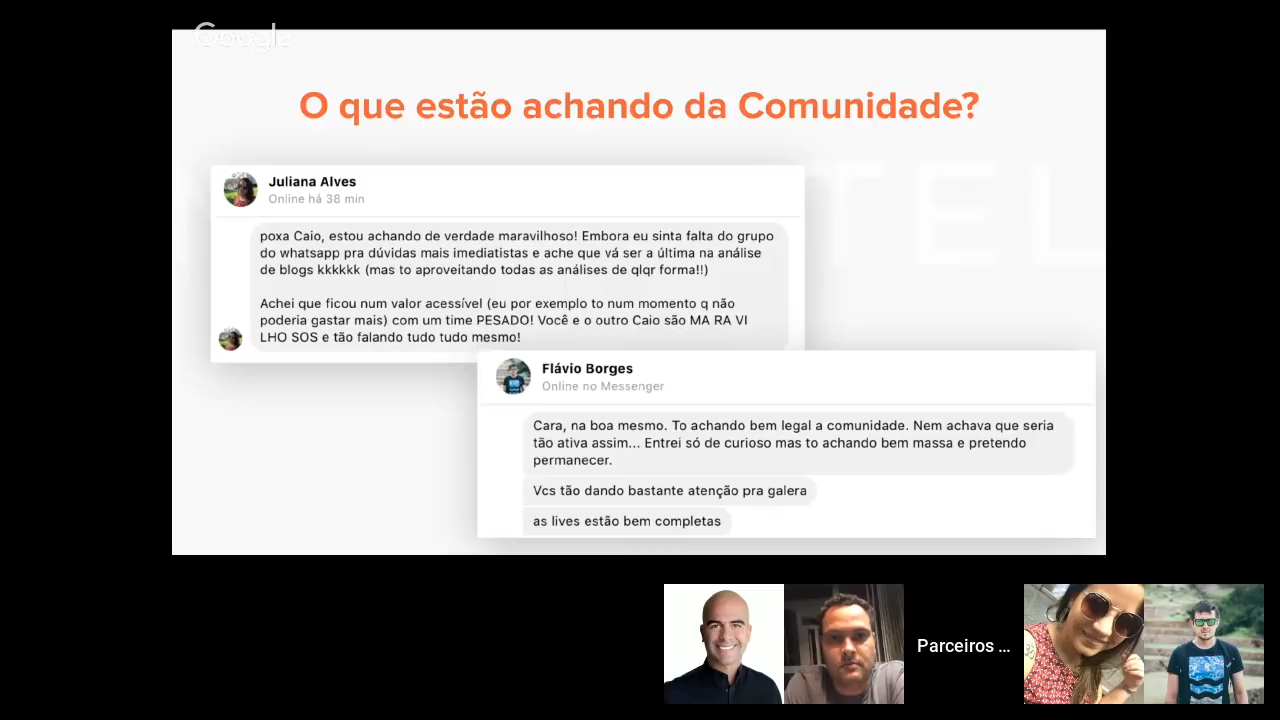 Google
O que estão achando da Comunidade?
TEL
Juliana Alves
Online há 38 min
poxa Caio, estou achando de verdade maravilhoso! Embora eu sinta falta do grupo
do whatsapp pra dúvidas mais imediatistas e ache que vá ser a última na análise
de blogs kkkkkk (mas to aproveitando todas as análises de qlqr forma!!)
Achei que ficou num valor acessível (eu por exemplo to num momento q não
poderia gastar mais) com um time PESADO! Você e o outro Caio são MA RA VI
LHO SOS e tão falando tudo tudo mesmo!
Flávio Borges
Online no Messenger
Cara, na boa mesmo. To achando bem legal a comunidade. Nem achava que seria
tão ativa assim... Entrei só de curioso mas to achando bem massa e pretendo
permanecer.
Vcs tão dando bastante atenção pra galera
as lives estão bem completas
Parceiros ...